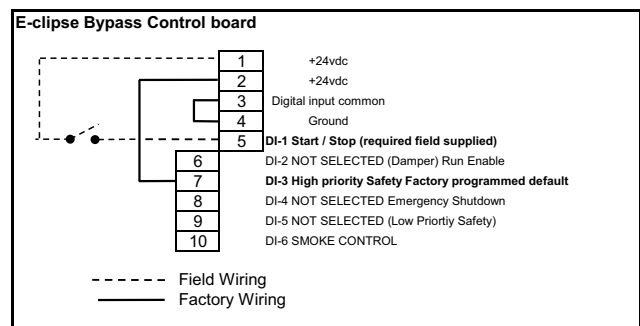 E-clipse Bypass Control board
1 +24vdc
2 +24vdc
3 Digital input common
4 Ground
5 DI-1 Start / Stop (required field supplied)
6 DI-2 NOT SELECTED (Damper) Run Enable
7 DI-3 High priority Safety Factory programmed default
8 DI-4 NOT SELECTED Emergency Shutdown
9 DI-5 NOT SELECTED (Low Priortiy Safety)
10 DI-6 SMOKE CONTROL
Field Wiring
Factory Wiring